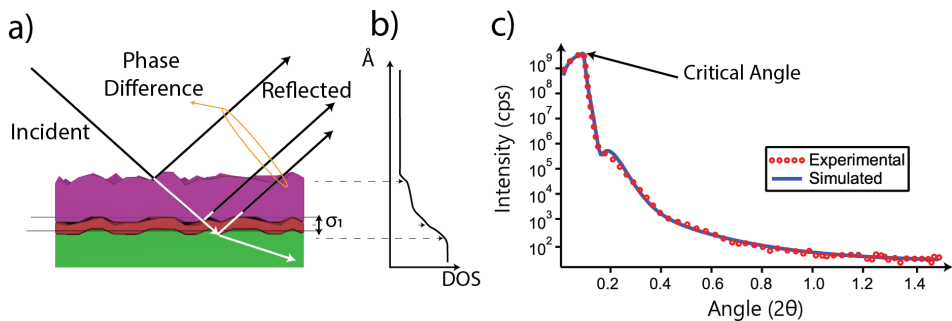 a)
Phase
Difference
Reflected
Incident
σ1
b)
Å
DOS
c)
Intensity (cps)
10⁹
10⁸
10⁷
10⁶
10⁵
10⁴
10³
10²
Critical Angle
Experimental
Simulated
0.2 0.4 0.6 0.8 1.0 1.2 1.4
Angle (2θ)